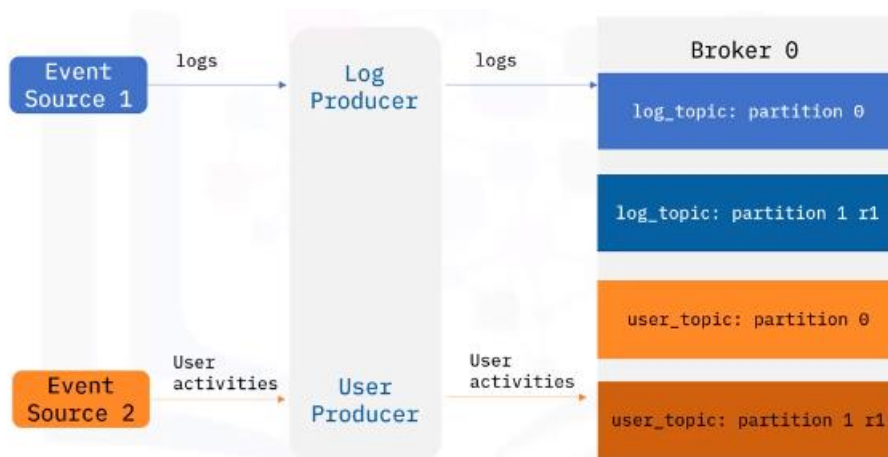 Event
Source 1
logs
Log
Producer
logs
Broker 0
log_topic: partition 0
log_topic: partition 1 r1
user_topic: partition 0
Event
Source 2
User
activities
User
Producer
User
activities
user_topic: partition 1 r1